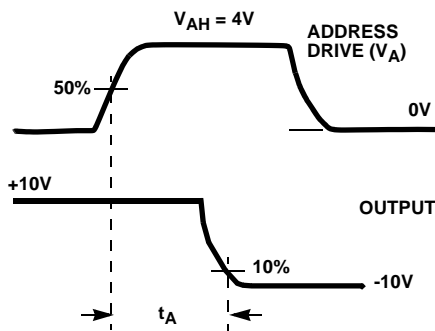 V_AH = 4V
ADDRESS
DRIVE (V_A)
50%
0V
+10V
OUTPUT
10%
-10V
t_A